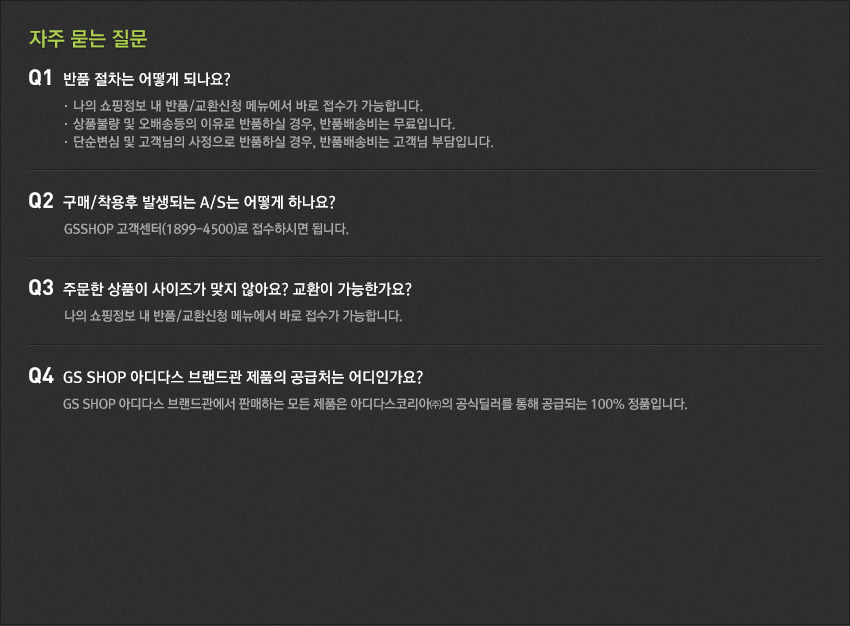 자주 묻는 질문
Q1 반품 절차는 어떻게 되나요?
· 나의 쇼핑정보 내 반품/교환신청 메뉴에서 바로 접수가 가능합니다.
· 상품불량 및 오배송등의 이유로 반품하실 경우, 반품배송비는 무료입니다.
· 단순변심 및 고객님의 사정으로 반품하실 경우, 반품배송비는 고객님 부담입니다.
Q2 구매/착용후 발생되는 A/S는 어떻게 하나요?
GSSHOP 고객센터(1899-4500)로 접수하시면 됩니다.
Q3 주문한 상품이 사이즈가 맞지 않아요? 교환이 가능한가요?
나의 쇼핑정보 내 반품/교환신청 메뉴에서 바로 접수가 가능합니다.
Q4 GS SHOP 아디다스 브랜드관 제품의 공급처는 어디인가요?
GS SHOP 아디다스 브랜드관에서 판매하는 모든 제품은 아디다스코리아㈜의 공식딜러를 통해 공급되는 100% 정품입니다.